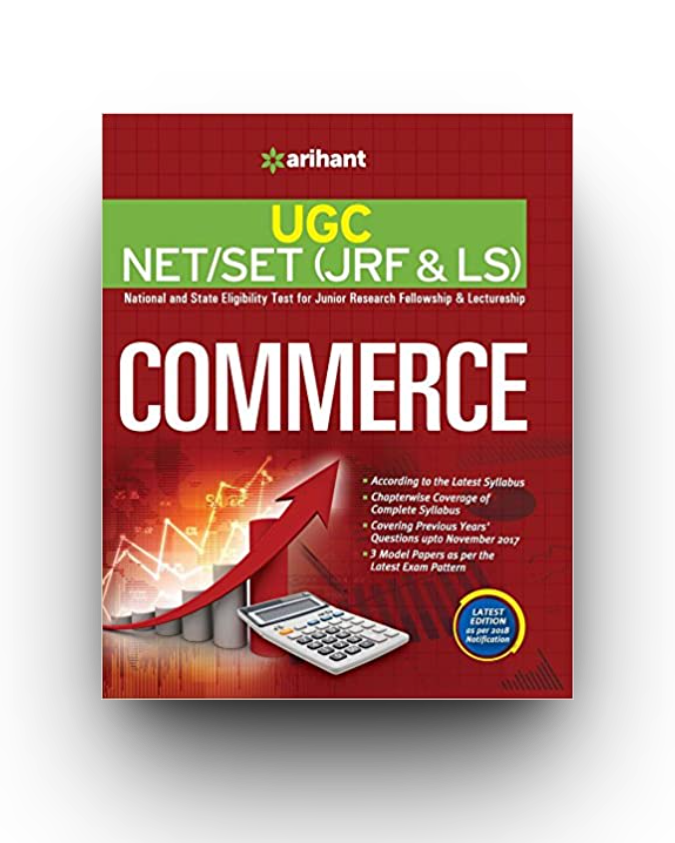 arihant
UGC
NET/SET (JRF & LS)
National and State Eligibility Test for Junior Research Fellowship & Lectureship
COMMERCE
According to the Latest Syllabus
Chapterwise Coverage of
Complete Syllabus
Covering Previous Years'
Questions upto November 2017
3 Model Papers as per the
Latest Exam Pattern
LATEST
EDITION
as per 2018
Notification